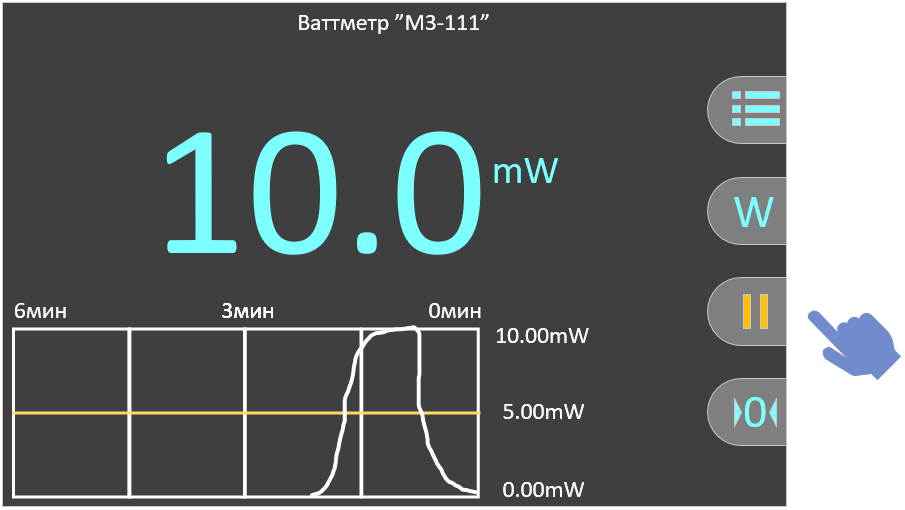 Ваттметр ”М3-111”
10.0 mW
W
6мин 3мин 0мин
10.00mW
5.00mW
0
0.00mW